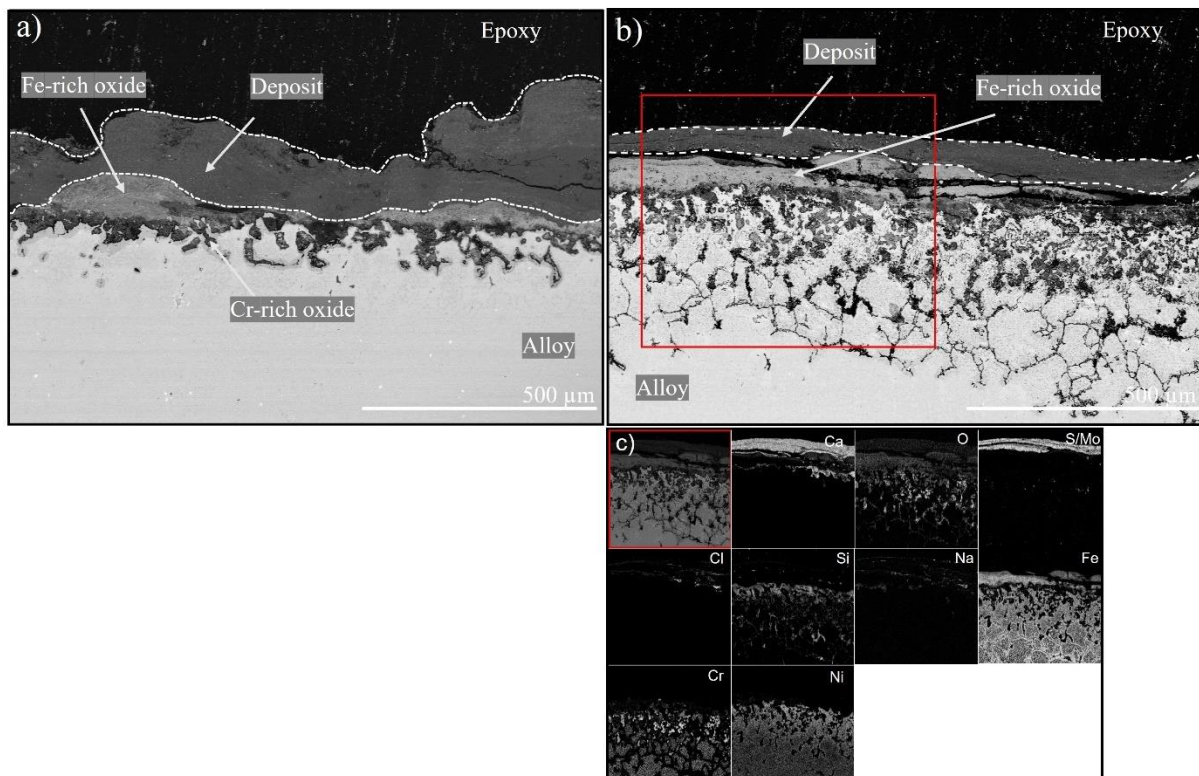 a)
Epoxy
Fe-rich oxide
Deposit
Cr-rich oxide
Alloy
500 µm
b)
Epoxy
Deposit
Fe-rich oxide
Alloy
500 µm
c)
Ca
O
S/Mo
Cl
Si
Na
Fe
Cr
Ni